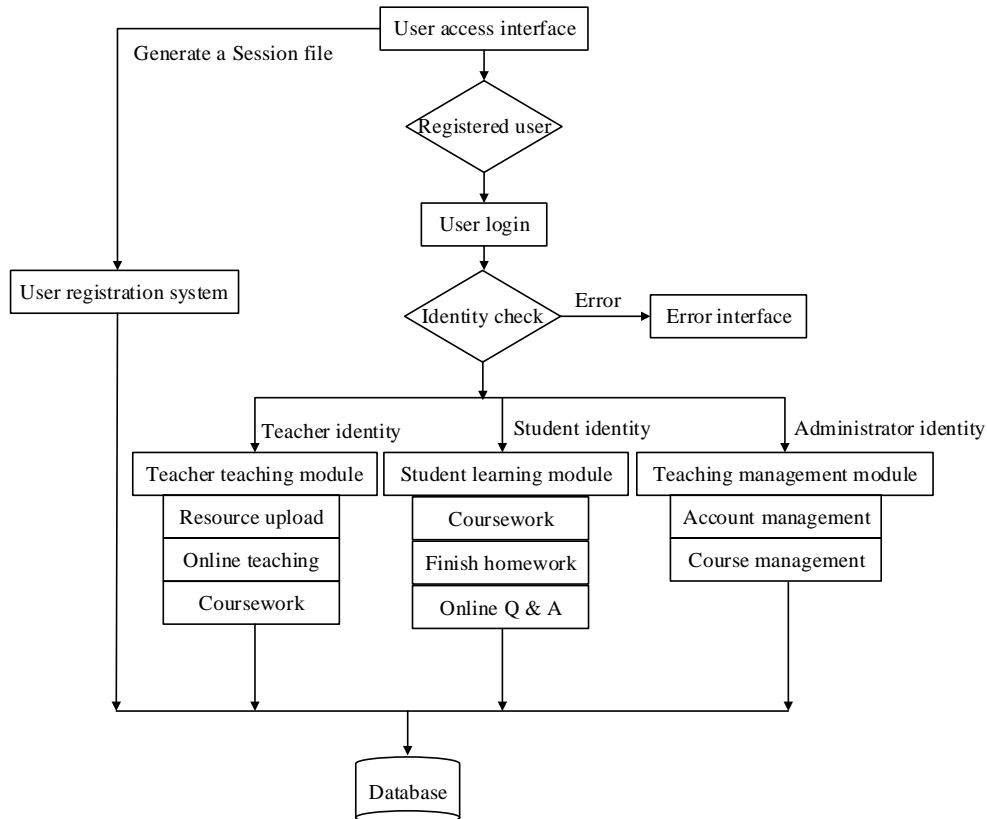 User access interface
Generate a Session file
Registered user
User login
User registration system
Identity check
Error
Error interface
Teacher identity
Student identity
Administrator identity
Teacher teaching module
Student learning module
Teaching management module
Resource upload
Coursework
Account management
Online teaching
Finish homework
Course management
Coursework
Online Q & A
Database